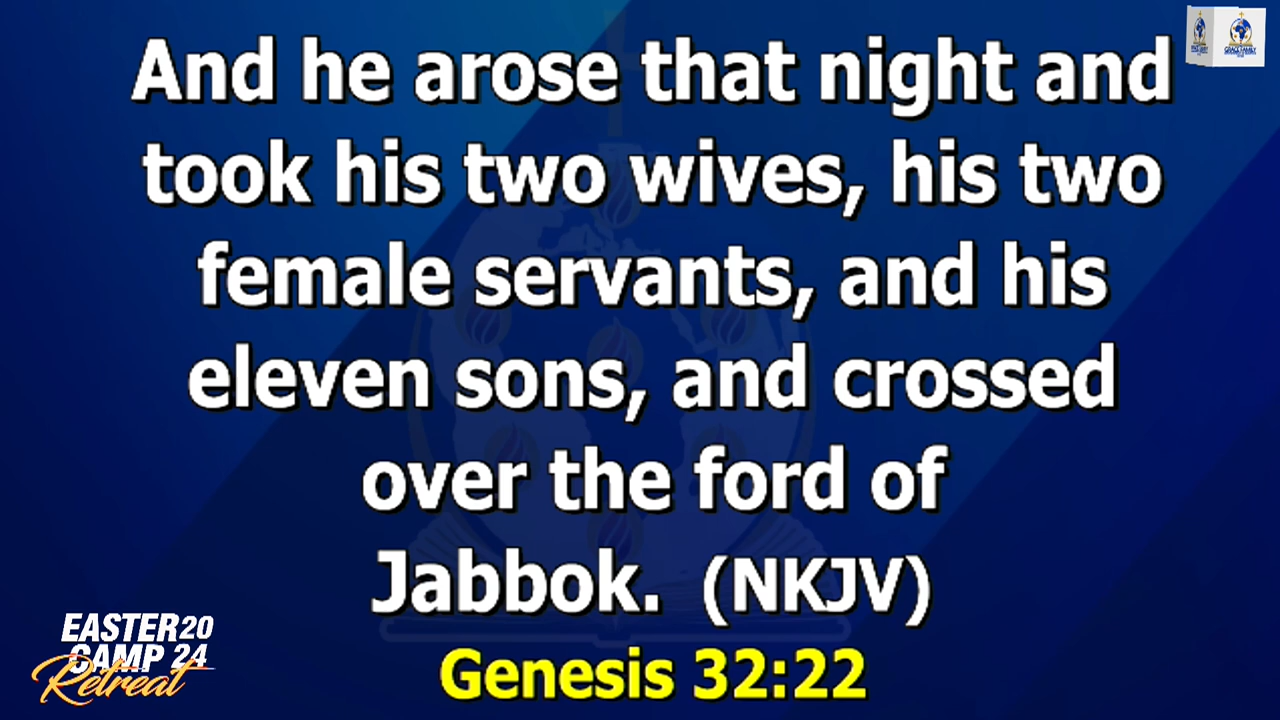 And he arose that night and
took his two wives, his two
female servants, and his
eleven sons, and crossed
over the ford of
Jabbok. (NKJV)
Genesis 32:22
EASTER 20
CAMP 24
Retreat